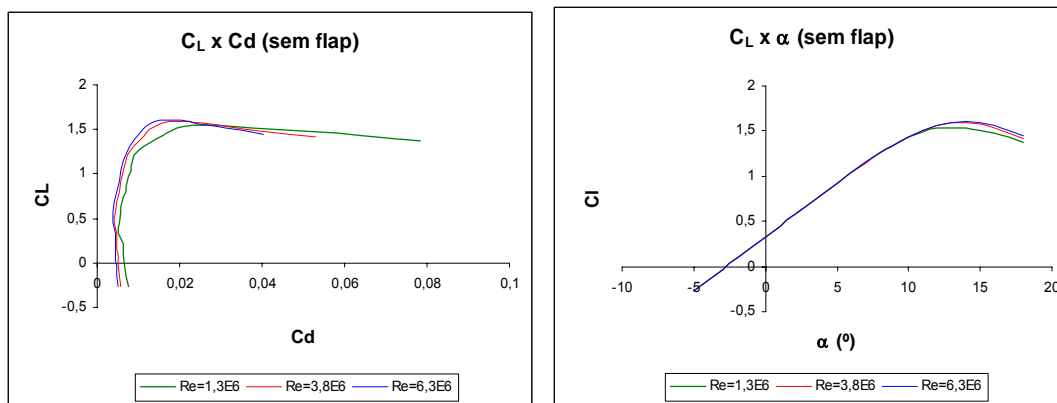 C_L x Cd (sem flap)
2
1,5
1
0,5
0
-0,5
CL
0
0,02
0,04
0,06
0,08
0,1
Cd
Re=1,3E6
Re=3,8E6
Re=6,3E6
C_L x α (sem flap)
2
1,5
1
0,5
0
-0,5
Cl
-10
-5
0
5
10
15
20
α (º)
Re=1,3E6
Re=3,8E6
Re=6,3E6